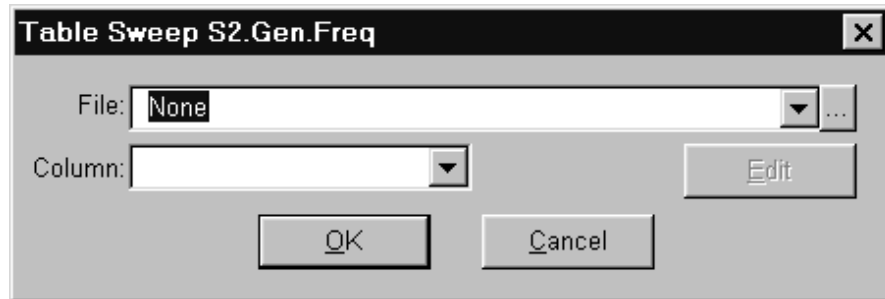 Table Sweep S2.Gen.Freq
File: None ...
Column:
Edit
OK Cancel